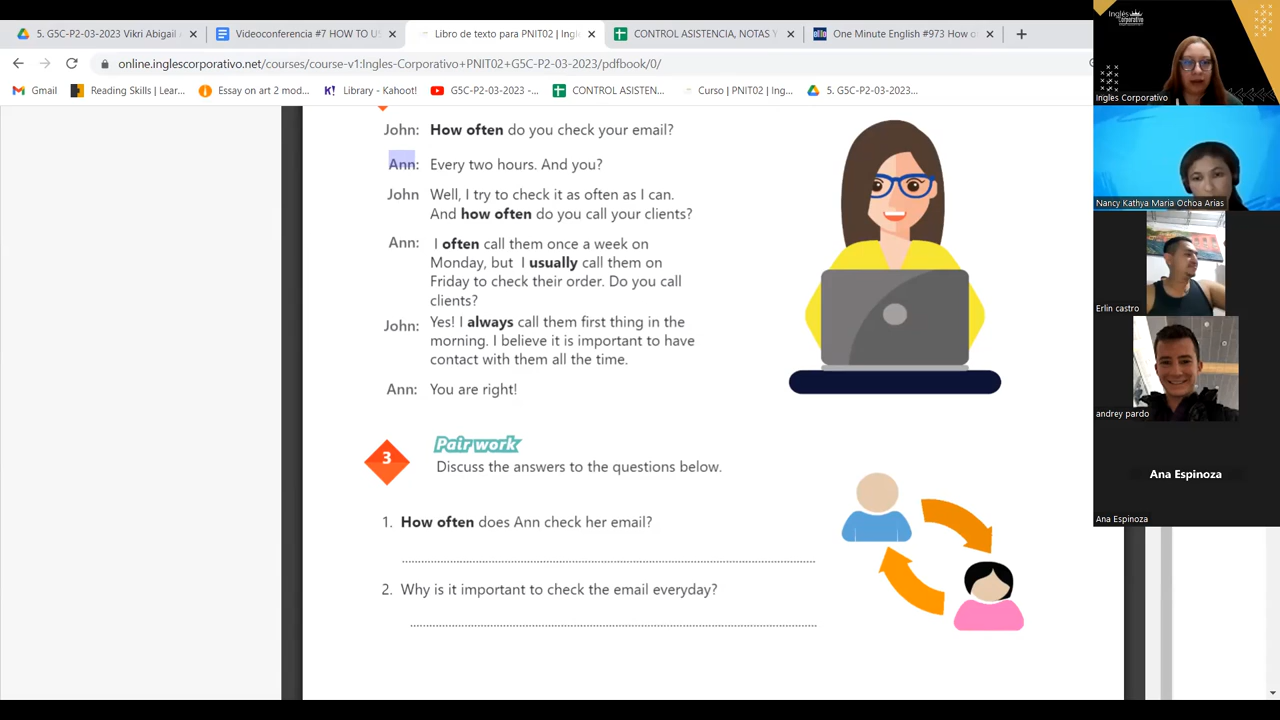 5. G5C-P2-03-2023 Vikri Abigail
Videoconferencia #7 HOW TO U
Libro de texto para PNIT02 | Ingl
CONTROL ASISTENCIA, NOTAS Y
One Minute English #973 How o
online.inglescorporativo.net/courses/course-v1:Ingles-Corporativo+PNIT02+G5C-P2-03-2023/pdfbook/0/
Gmail
Reading Skills | Lear...
Essay on art 2 mod...
Library - Kahoot!
G5C-P2-03-2023 -...
CONTROL ASISTEN...
Curso | PNIT02 | Ing...
5. G5C-P2-03-2023...
John: How often do you check your email?
Ann: Every two hours. And you?
John Well, I try to check it as often as I can.
And how often do you call your clients?
Ann: I often call them once a week on
Monday, but I usually call them on
Friday to check their order. Do you call
clients?
John: Yes! I always call them first thing in the
morning. I believe it is important to have
contact with them all the time.
Ann: You are right!
3
Pair work
Discuss the answers to the questions below.
1. How often does Ann check her email?
2. Why is it important to check the email everyday?
Inglés
Corporativo
Ingles Corporativo
Nancy Kathya Maria Ochoa Arias
Erlin castro
andrey pardo
Ana Espinoza
Ana Espinoza